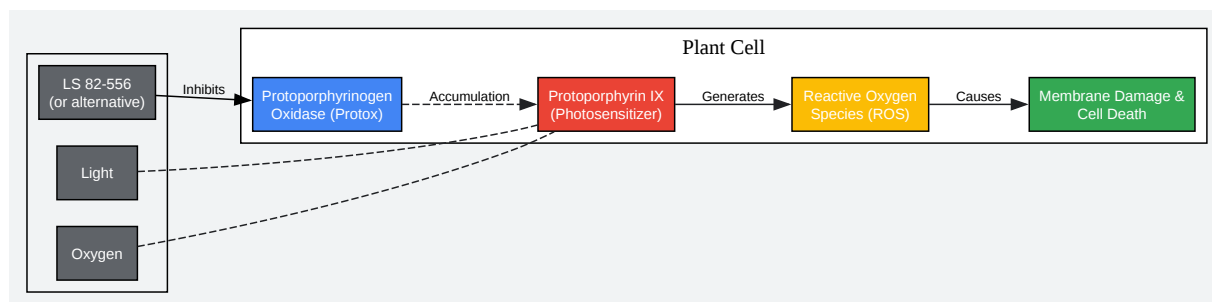 Plant Cell
LS 82-556
(or alternative)
Inhibits
Protoporphyrinogen
Oxidase (Protox)
Accumulation
Protoporphyrin IX
(Photosensitizer)
Generates
Reactive Oxygen
Species (ROS)
Causes
Membrane Damage &
Cell Death
Light
Oxygen